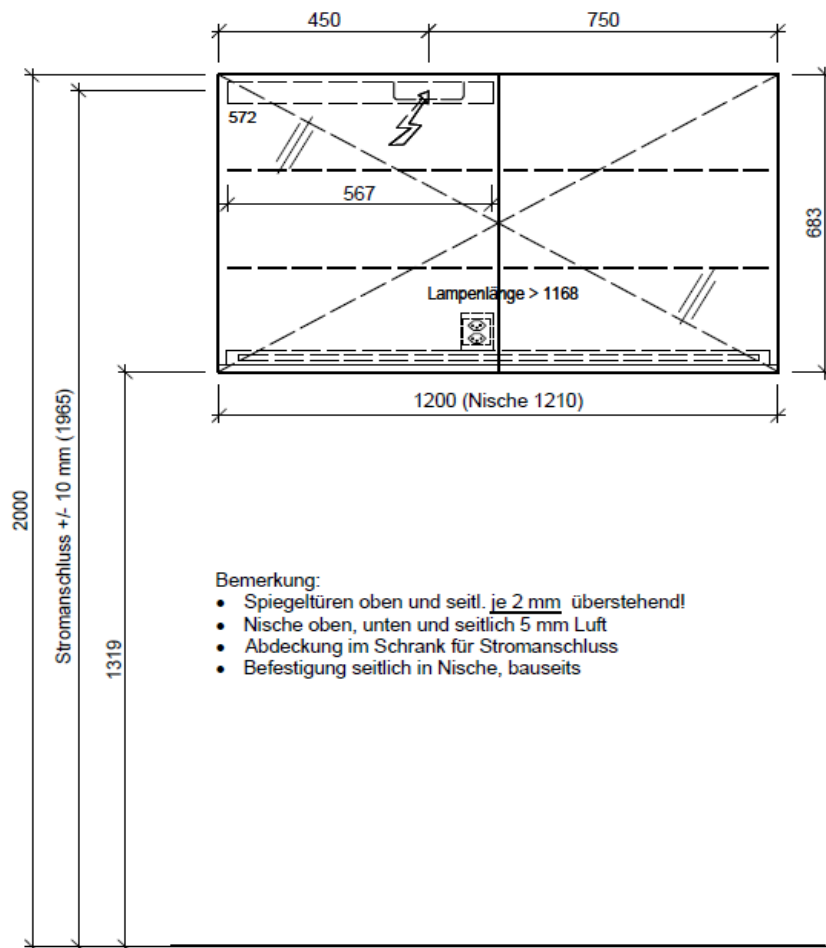 450
750
572
567
683
Lampenlänge > 1168
1200 (Nische 1210)
2000
Stromanschluss +/- 10 mm (1965)
1319
Bemerkung:
• Spiegeltüren oben und seitl. je 2 mm überstehend!
• Nische oben, unten und seitlich 5 mm Luft
• Abdeckung im Schrank für Stromanschluss
• Befestigung seitlich in Nische, bauseits